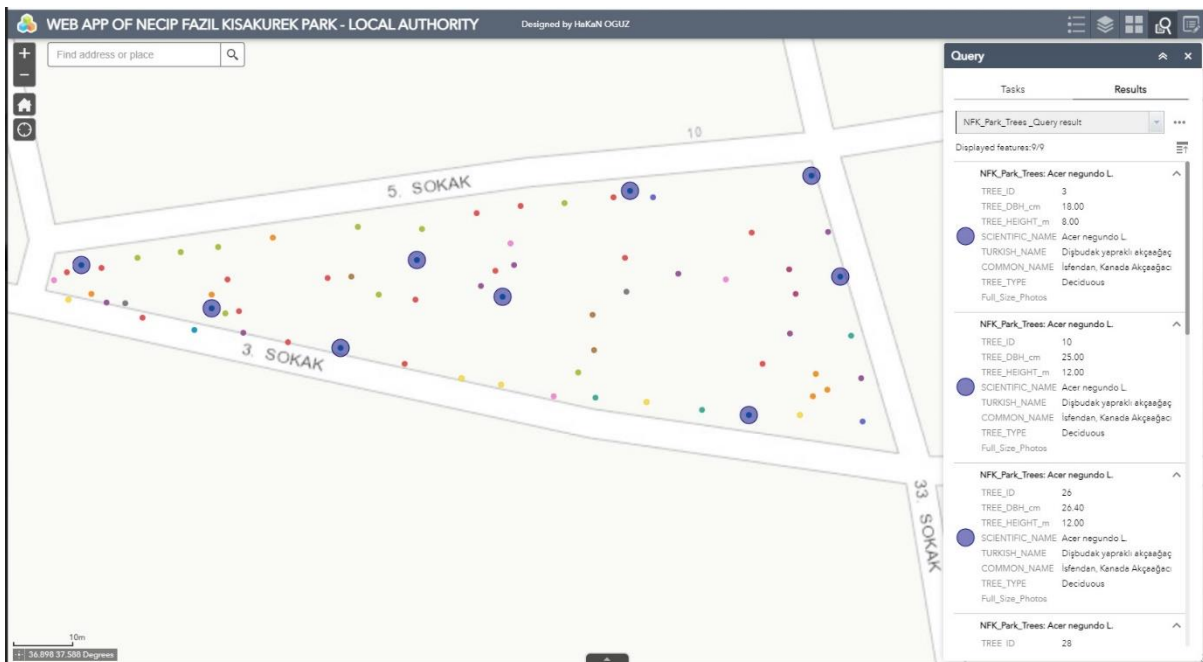 WEB APP OF NECIP FAZIL KISAKUREK PARK - LOCAL AUTHORITY
Designed by HaKaN OGUZ
+
Find address or place
−
10
5. SOKAK
3. SOKAK
33. SOKAK
10m
36.898 37.588 Degrees
Query
Tasks Results
NFK_Park_Trees _Query result
Displayed features:9/9
NFK_Park_Trees: Acer negundo L.
TREE_ID 3
TREE_DBH_cm 18.00
TREE_HEIGHT_m 8.00
SCIENTIFIC_NAME Acer negundo L.
TURKISH_NAME Dişbudak yapraklı akçaağaç
COMMON_NAME İsfendan, Kanada Akçaağacı
TREE_TYPE Deciduous
Full_Size_Photos
NFK_Park_Trees: Acer negundo L.
TREE_ID 10
TREE_DBH_cm 25.00
TREE_HEIGHT_m 12.00
SCIENTIFIC_NAME Acer negundo L.
TURKISH_NAME Dişbudak yapraklı akçaağaç
COMMON_NAME İsfendan, Kanada Akçaağacı
TREE_TYPE Deciduous
Full_Size_Photos
NFK_Park_Trees: Acer negundo L.
TREE_ID 26
TREE_DBH_cm 26.40
TREE_HEIGHT_m 12.00
SCIENTIFIC_NAME Acer negundo L.
TURKISH_NAME Dişbudak yapraklı akçaağaç
COMMON_NAME İsfendan, Kanada Akçaağacı
TREE_TYPE Deciduous
Full_Size_Photos
NFK_Park_Trees: Acer negundo L.
TREE_ID 28